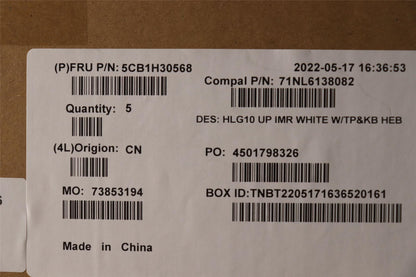 (P)FRU P/N: 5CB1H30568
2022-05-17 16:36:53
Compal P/N: 71NL6138082
Quantity: 5
DES: HLG10 UP IMR WHITE W/TP&KB HEB
(4L)Origion: CN
PO: 4501798326
MO: 73853194
BOX ID:TNBT2205171636520161
Made in China